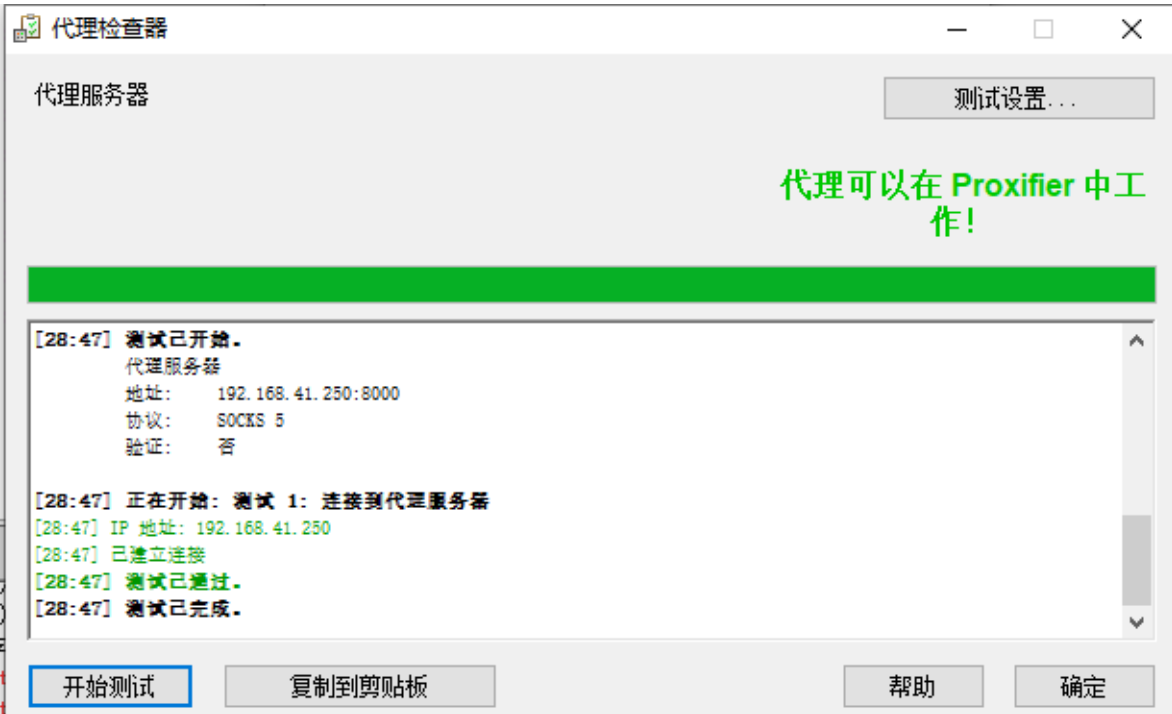 代理检查器
代理服务器
测试设置...
代理可以在 Proxifier 中工
作!
[28:47] 测试已开始.
代理服务器
地址: 192.168.41.250:8000
协议: SOCKS 5
验证: 否
[28:47] 正在开始: 测试 1: 连接到代理服务器
[28:47] IP 地址: 192.168.41.250
[28:47] 已建立连接
[28:47] 测试已通过.
[28:47] 测试已完成.
开始测试
复制到剪贴板
帮助
确定